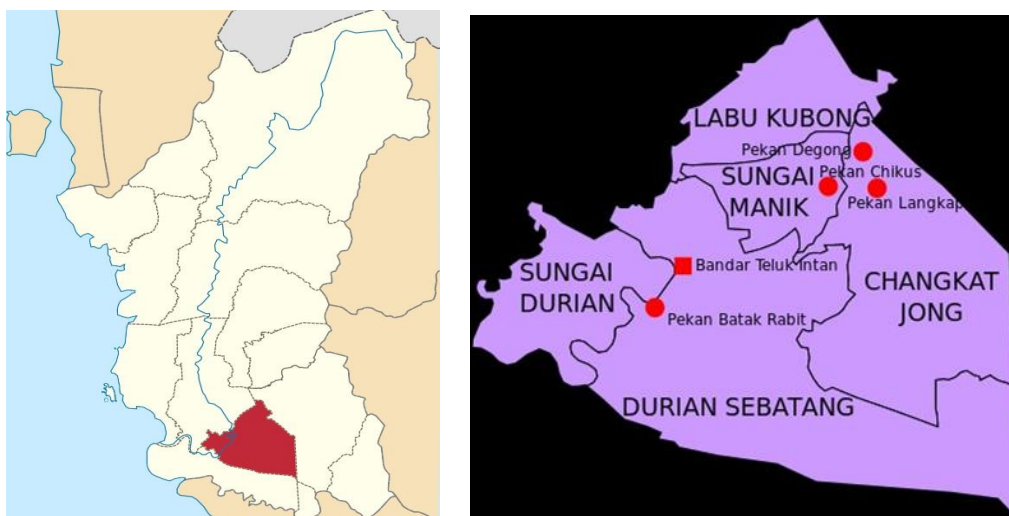 LABU KUBONG
Pekan Degong
Pekan Chikus
SUNGAI
MANIK
Pekan Langkap
Bandar Teluk Intan
SUNGAI
DURIAN
CHANGKAT
JONG
Pekan Batak Rabit
DURIAN SEBATANG